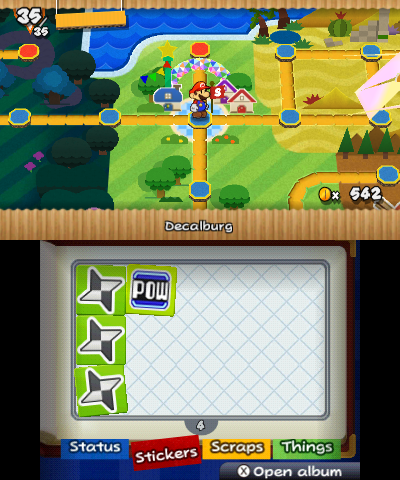 35/
35
S
x 542
Decalburg
POW
4
Status Stickers Scraps Things
X Open album